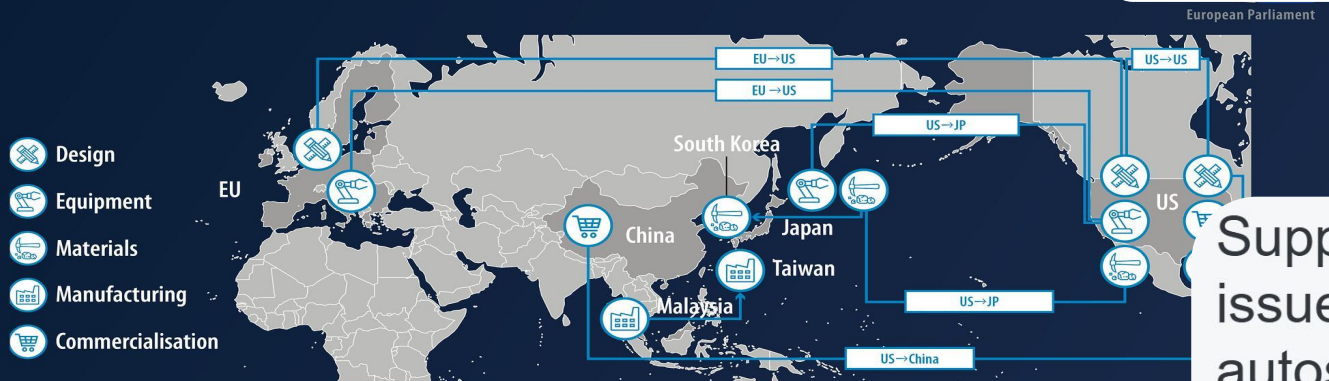 European Parliament
EU→US
US→US
EU→US
US→JP
South Korea
Design
EU
Equipment
US
China
Japan
Materials
Taiwan
Manufacturing
Malaysia
US→JP
Commercialisation
US→China
Supp
issue
autos